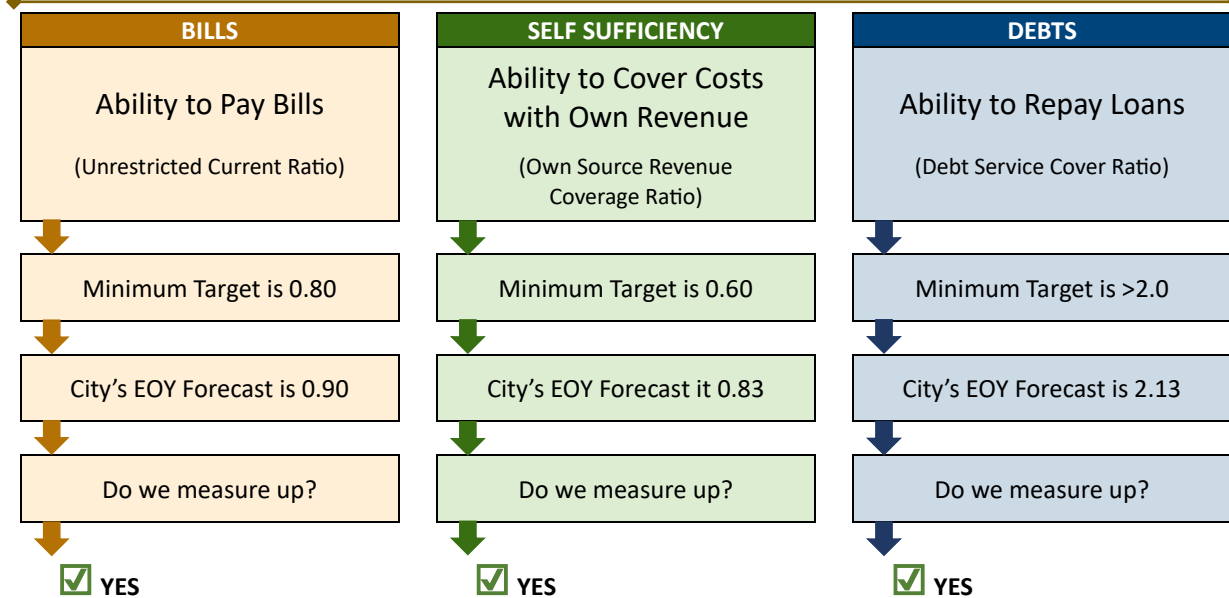 BILLS
Ability to Pay Bills
(Unrestricted Current Ratio)
Minimum Target is 0.80
City’s EOY Forecast is 0.90
Do we measure up?
YES
SELF SUFFICIENCY
Ability to Cover Costs
with Own Revenue
(Own Source Revenue
Coverage Ratio)
Minimum Target is 0.60
City’s EOY Forecast it 0.83
Do we measure up?
YES
DEBTS
Ability to Repay Loans
(Debt Service Cover Ratio)
Minimum Target is >2.0
City’s EOY Forecast is 2.13
Do we measure up?
YES